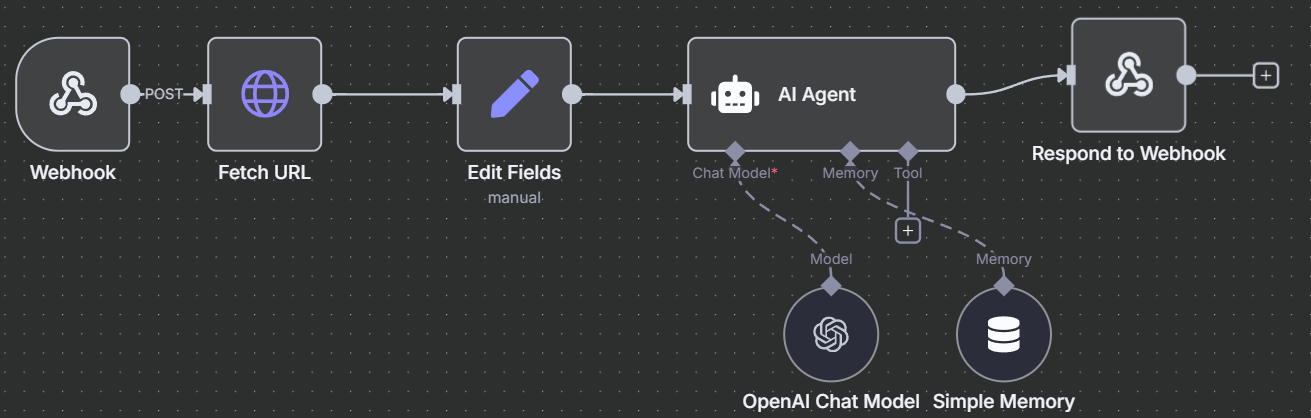 POST
Webhook
Fetch URL
Edit Fields
manual
AI Agent
Chat Model*
Memory
Tool
Respond to Webhook
Model
Memory
OpenAI Chat Model
Simple Memory